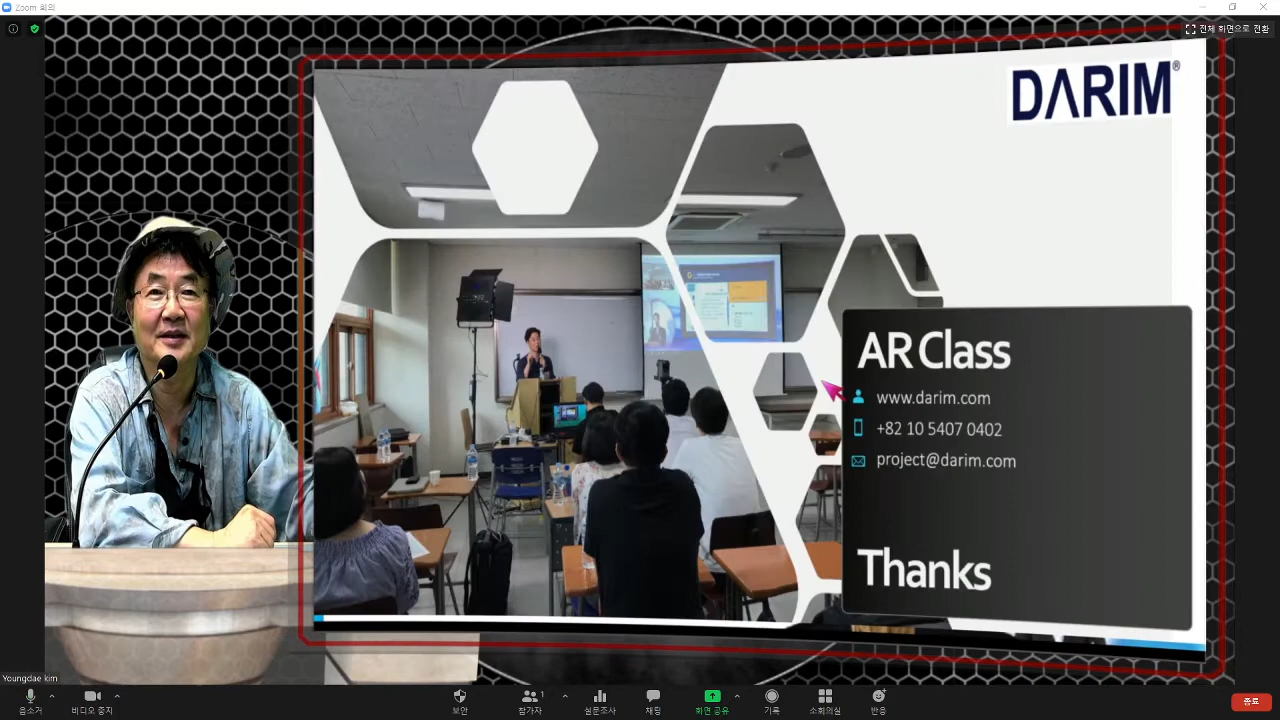 Zoom 회의
전체 화면으로 전환
DARIM®
AR Class
www.darim.com
+82 10 5407 0402
project@darim.com
Thanks
Youngdae kim
음소거
비디오 중지
보안
1
참가자
설문조사
채팅
화면 공유
기록
소회의실
반응
종료